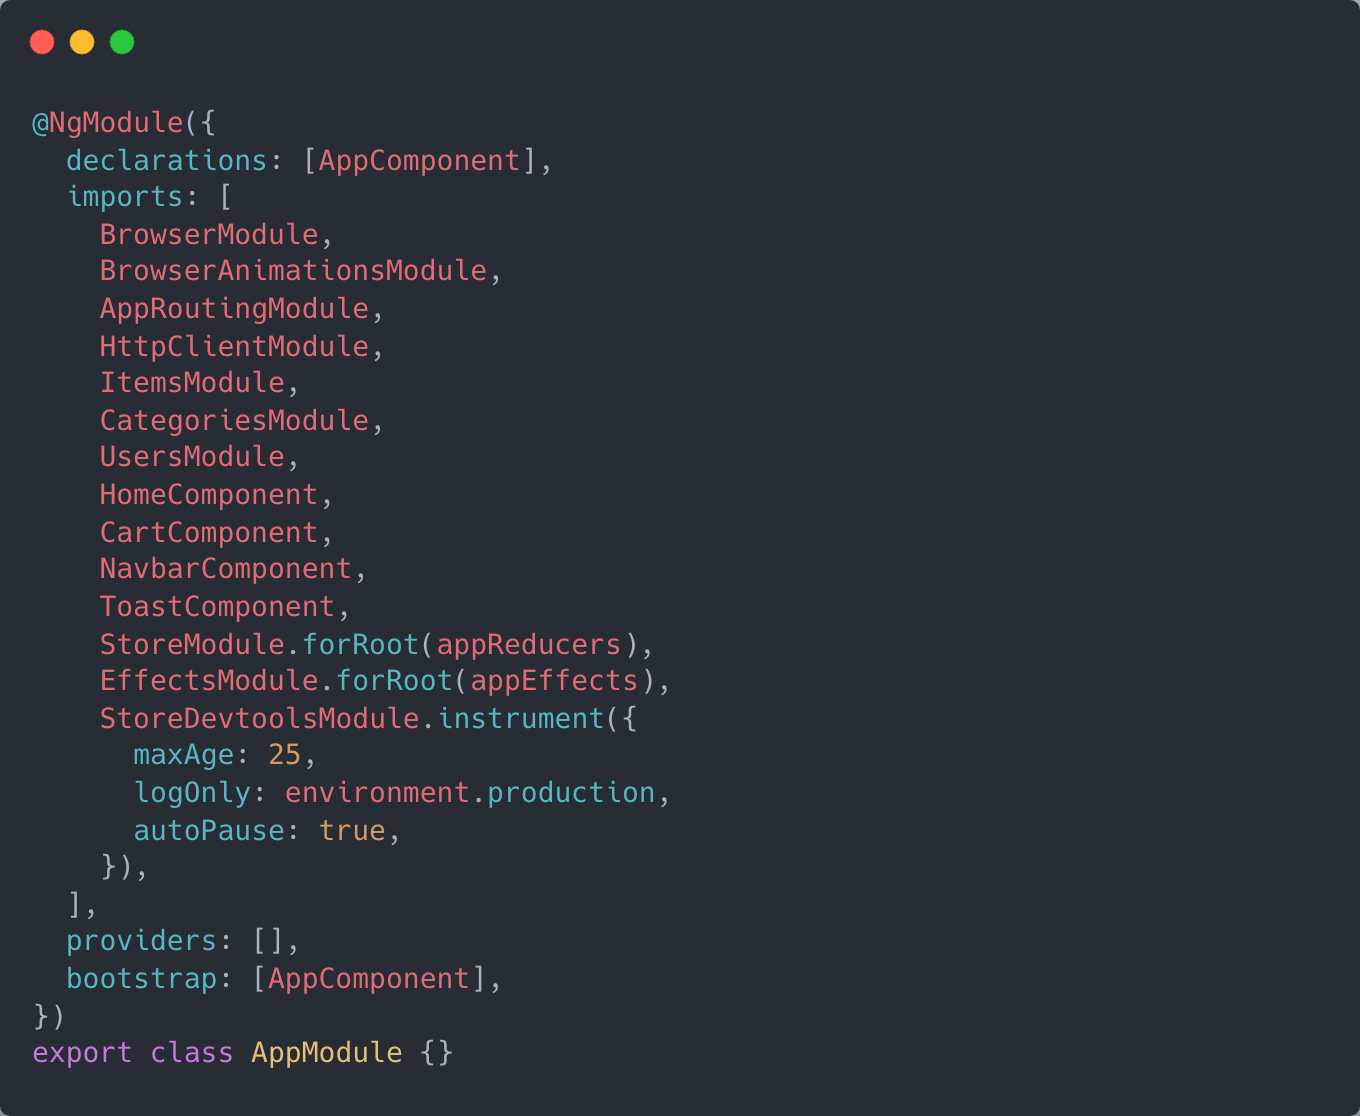 @NgModule({
  declarations: [AppComponent],
  imports: [
    BrowserModule,
    BrowserAnimationsModule,
    AppRoutingModule,
    HttpClientModule,
    ItemsModule,
    CategoriesModule,
    UsersModule,
    HomeComponent,
    CartComponent,
    NavbarComponent,
    ToastComponent,
    StoreModule.forRoot(appReducers),
    EffectsModule.forRoot(appEffects),
    StoreDevtoolsModule.instrument({
      maxAge: 25,
      logOnly: environment.production,
      autoPause: true,
    }),
  ],
  providers: [],
  bootstrap: [AppComponent],
})
export class AppModule {}